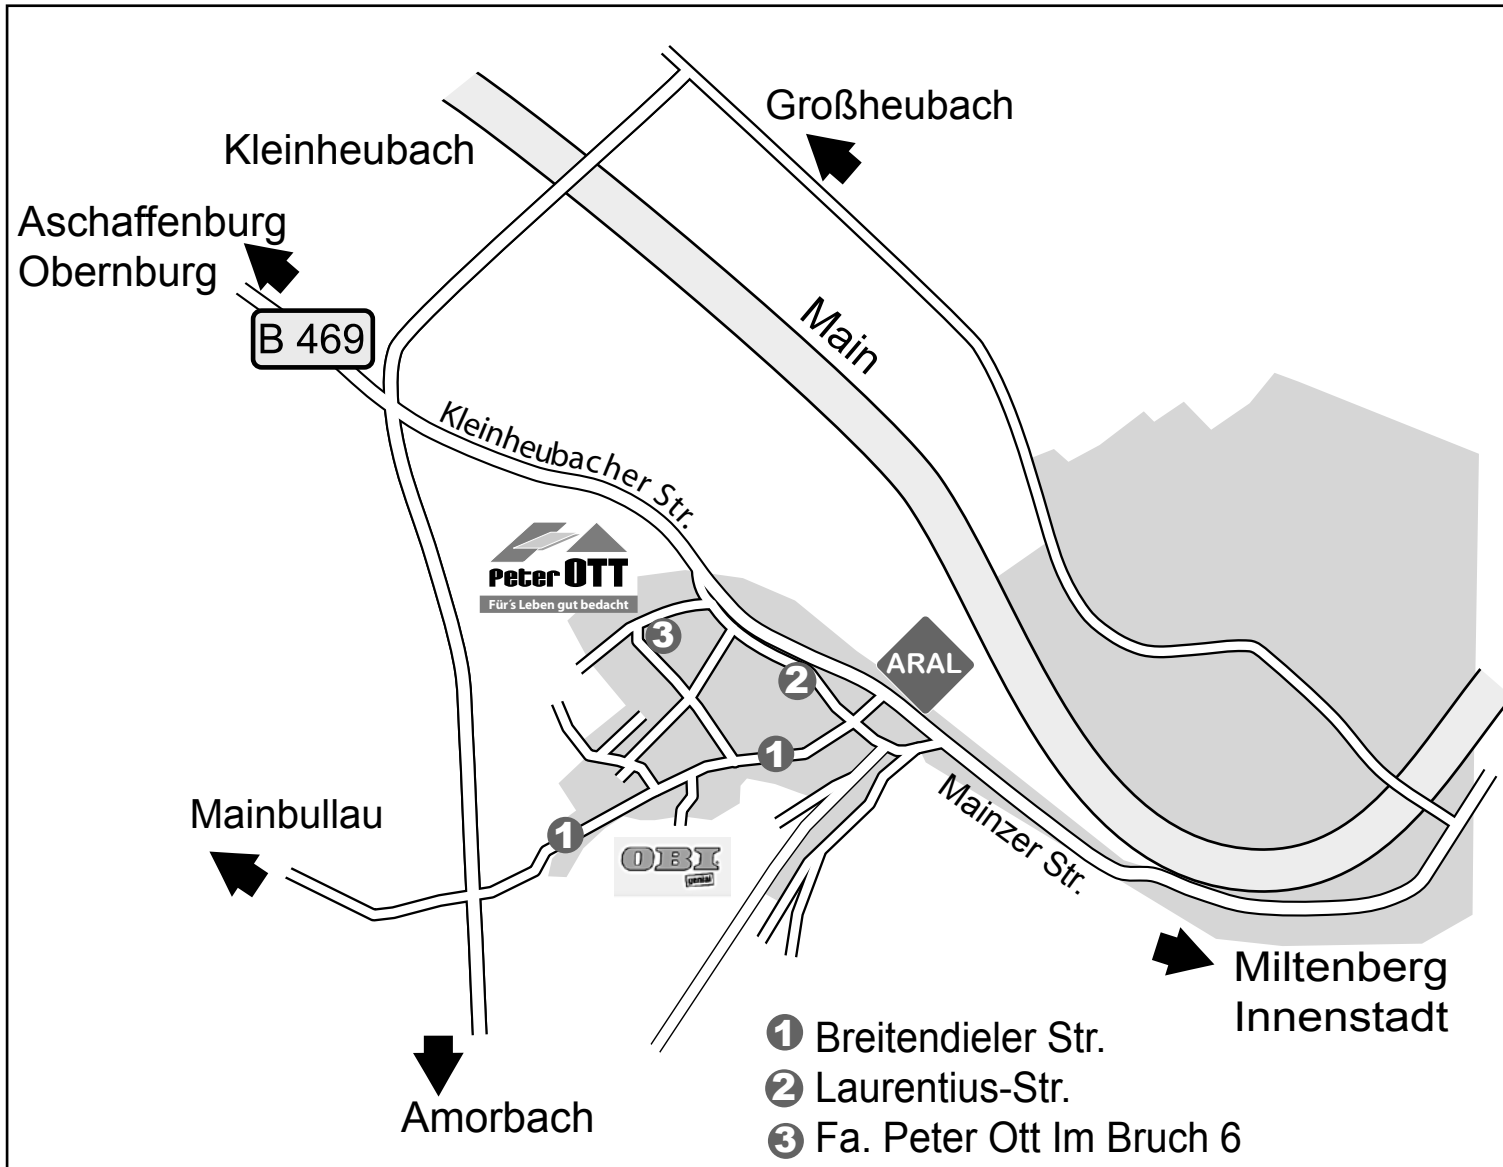 Großheubach
Kleinheubach
Aschaffenburg
Obernburg
B 469
Main
Kleinheubacher Str.
Peter OTT
Für´s Leben gut bedacht
3
ARAL
2
1
Mainbullau
1
OBI
genial
Mainzer Str.
Miltenberg
Innenstadt
Amorbach
1 Breitendieler Str.
2 Laurentius-Str.
3 Fa. Peter Ott Im Bruch 6